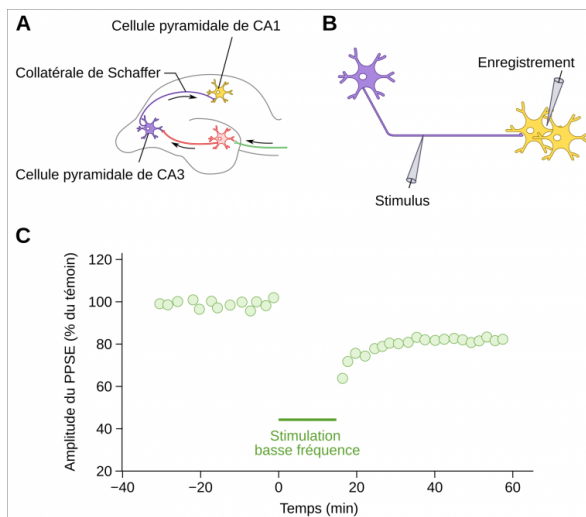 A
Cellule pyramidale de CA1
Collatérale de Schaffer
Cellule pyramidale de CA3
B
Enregistrement
Stimulus
C
Amplitude du PPSE (% du témoin)
120
100
80
60
40
20
Stimulation
basse fréquence
−40
−20
0
20
40
60
Temps (min)